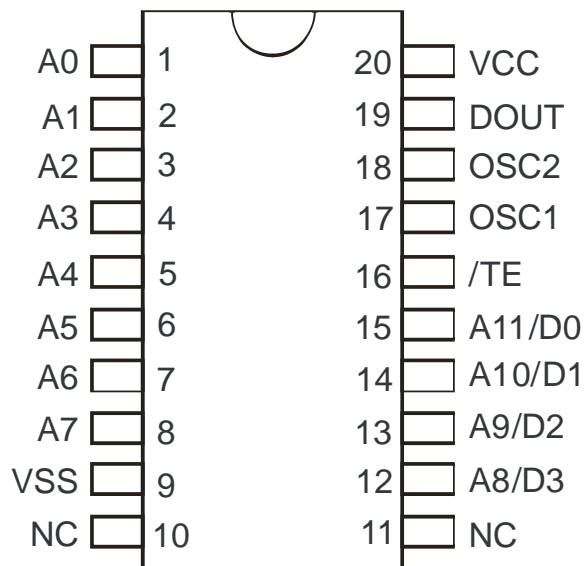 A0 1 20 VCC
A1 2 19 DOUT
A2 3 18 OSC2
A3 4 17 OSC1
A4 5 16 /TE
A5 6 15 A11/D0
A6 7 14 A10/D1
A7 8 13 A9/D2
VSS 9 12 A8/D3
NC 10 11 NC